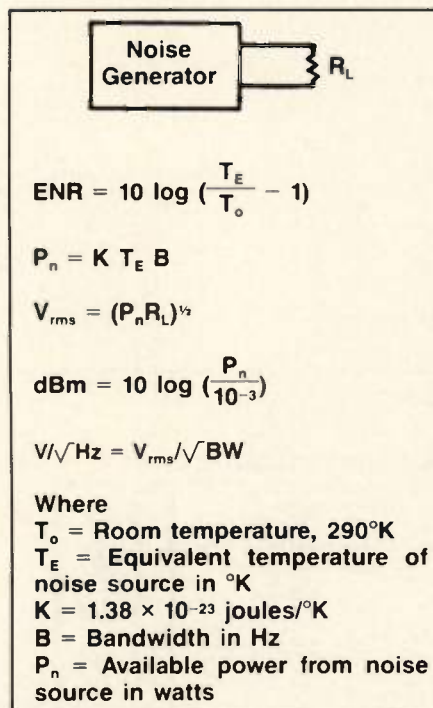 Noise
Generator
R_L
ENR = 10 log (T_E/T_o − 1)
P_n = K T_E B
V_rms = (P_n R_L)^½
dBm = 10 log (P_n/10⁻³)
V/√Hz = V_rms/√BW
Where
T_o = Room temperature, 290°K
T_E = Equivalent temperature of
noise source in °K
K = 1.38 × 10⁻²³ joules/°K
B = Bandwidth in Hz
P_n = Available power from noise
source in watts